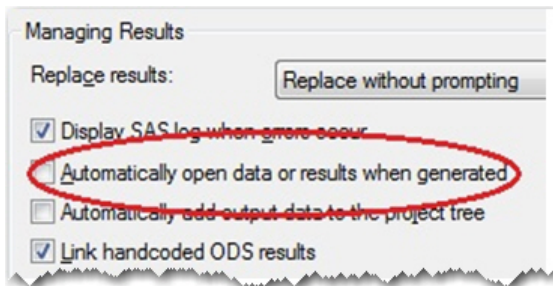 Managing Results
Replace results:
Replace without prompting
Display SAS log when errors occur
Automatically open data or results when generated
Automatically add output data to the project tree
Link handcoded ODS results